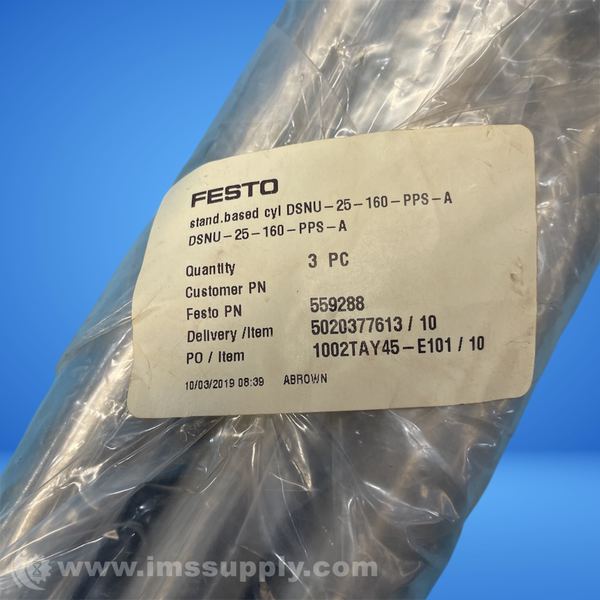 FESTO
stand.based cyl DSNU-25-160-PPS-A
DSNU-25-160-PPS-A
Quantity 3 PC
Customer PN
Festo PN 559288
Delivery /Item 5020377613 / 10
PO / Item 1002TAY45-E101 / 10
10/03/2019 08:39 ABROWN
www.imssupply.com